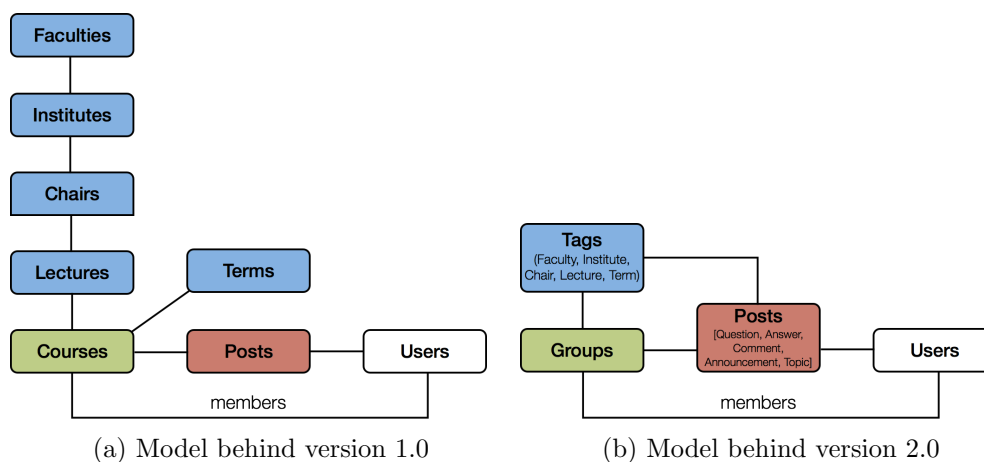 Faculties
Institutes
Chairs
Lectures
Terms
Courses
Posts
Users
members
(a) Model behind version 1.0
Tags
(Faculty, Institute,
Chair, Lecture, Term)
Groups
Posts
[Question, Answer,
Comment,
Announcement, Topic]
Users
members
(b) Model behind version 2.0